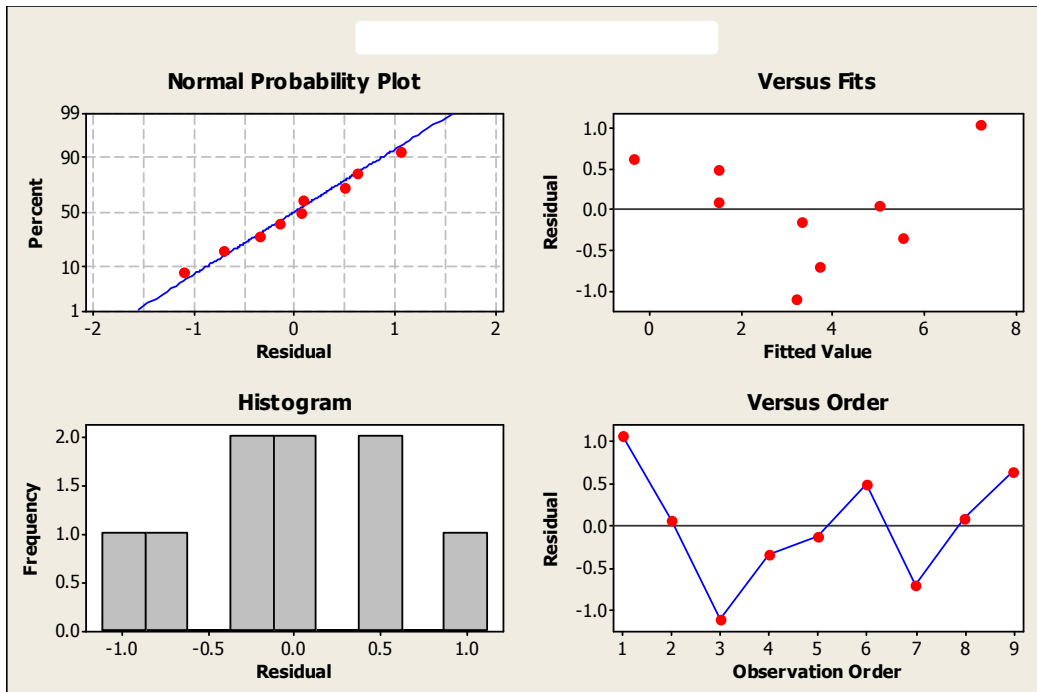 Normal Probability Plot
99
90
50
10
1
Percent
-2 -1 0 1 2
Residual
Versus Fits
1.0
0.5
0.0
-0.5
-1.0
Residual
0 2 4 6 8
Fitted Value
Histogram
2.0
1.5
1.0
0.5
0.0
Frequency
-1.0 -0.5 0.0 0.5 1.0
Residual
Versus Order
1.0
0.5
0.0
-0.5
-1.0
Residual
1 2 3 4 5 6 7 8 9
Observation Order